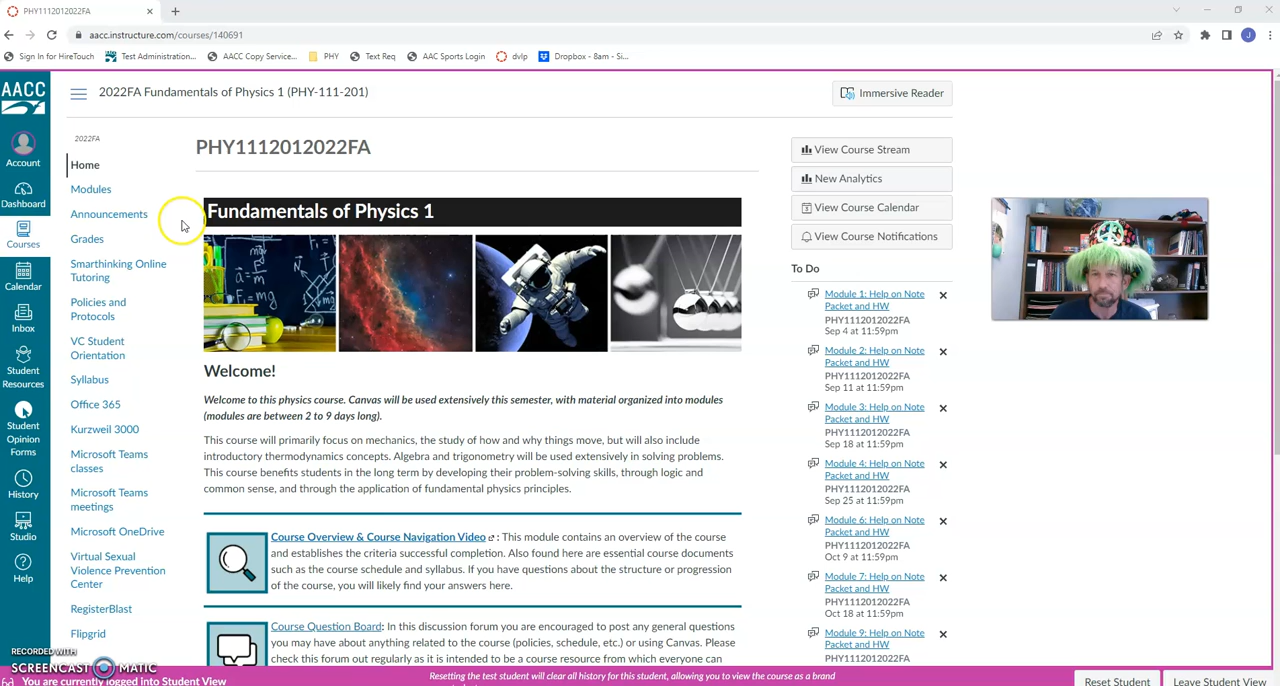 PHY1112012022FA
aacc.instructure.com/courses/140691
Sign In for HireTouch
Test Administration...
AACC Copy Service...
PHY
Text Req
AAC Sports Login
dvlp
Dropbox - 8am - Si...
J
AACC
Account
Dashboard
Courses
Calendar
Inbox
Student
Resources
Student
Opinion
Forms
History
Studio
Help
2022FA Fundamentals of Physics 1 (PHY-111-201)
Immersive Reader
2022FA
Home
Modules
Announcements
Grades
Smarthinking Online
Tutoring
Policies and
Protocols
VC Student
Orientation
Syllabus
Office 365
Kurzweil 3000
Microsoft Teams
classes
Microsoft Teams
meetings
Microsoft OneDrive
Virtual Sexual
Violence Prevention
Center
RegisterBlast
Flipgrid
PHY1112012022FA
Fundamentals of Physics 1
Welcome!
Welcome to this physics course. Canvas will be used extensively this semester, with material organized into modules
(modules are between 2 to 9 days long).
This course will primarily focus on mechanics, the study of how and why things move, but will also include
introductory thermodynamics concepts. Algebra and trigonometry will be used extensively in solving problems.
This course benefits students in the long term by developing their problem-solving skills, through logic and
common sense, and through the application of fundamental physics principles.
Course Overview & Course Navigation Video : This module contains an overview of the course
and establishes the criteria successful completion. Also found here are essential course documents
such as the course schedule and syllabus. If you have questions about the structure or progression
of the course, you will likely find your answers here.
Course Question Board: In this discussion forum you are encouraged to post any general questions
you may have about anything related to the course (policies, schedule, etc.) or using Canvas. Please
check this forum out regularly as it is intended to be a course resource from which everyone can
View Course Stream
New Analytics
View Course Calendar
View Course Notifications
To Do
Module 1: Help on Note
Packet and HW
PHY1112012022FA
Sep 4 at 11:59pm
Module 2: Help on Note
Packet and HW
PHY1112012022FA
Sep 11 at 11:59pm
Module 3: Help on Note
Packet and HW
PHY1112012022FA
Sep 18 at 11:59pm
Module 4: Help on Note
Packet and HW
PHY1112012022FA
Sep 25 at 11:59pm
Module 6: Help on Note
Packet and HW
PHY1112012022FA
Oct 9 at 11:59pm
Module 7: Help on Note
Packet and HW
PHY1112012022FA
Oct 18 at 11:59pm
Module 9: Help on Note
Packet and HW
PHY1112012022FA
RECORDED WITH
SCREENCAST MATIC
You are currently logged into Student View
Resetting the test student will clear all history for this student, allowing you to view the course as a brand
Reset Student
Leave Student View